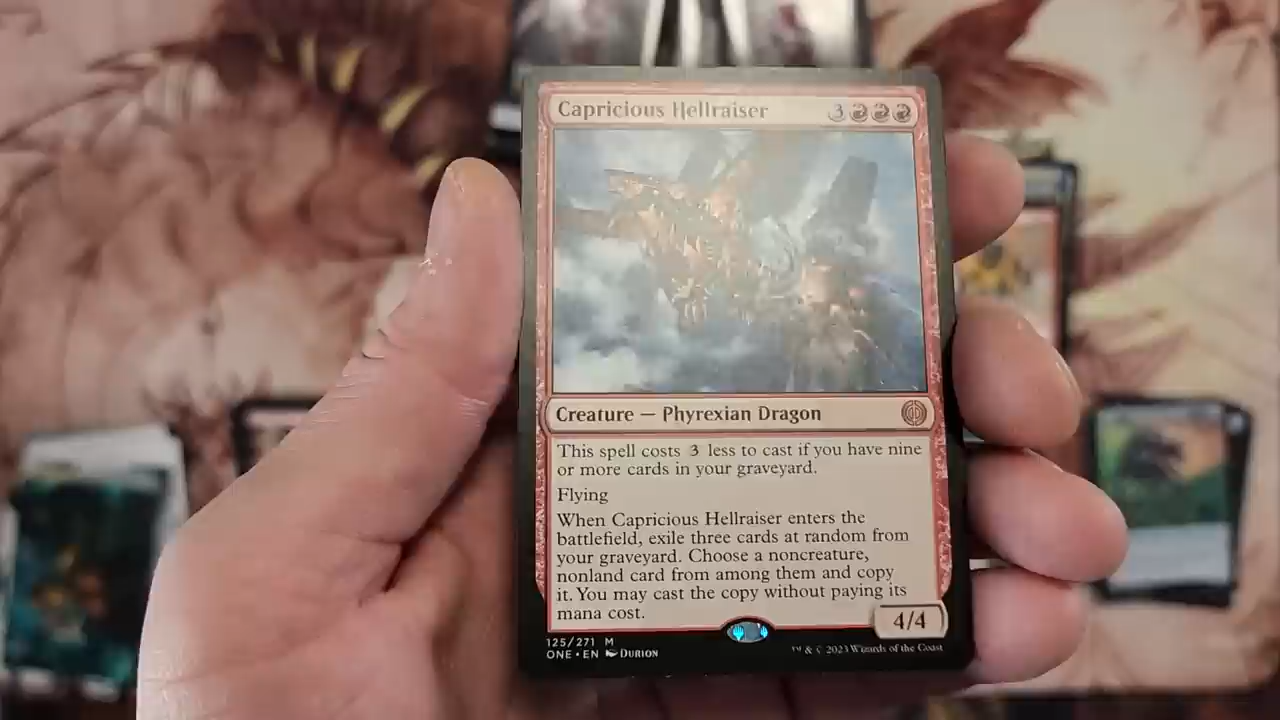 Capricious Hellraiser 3
Creature — Phyrexian Dragon
This spell costs 3 less to cast if you have nine
or more cards in your graveyard.
Flying
When Capricious Hellraiser enters the
battlefield, exile three cards at random from
your graveyard. Choose a noncreature,
nonland card from among them and copy
it. You may cast the copy without paying its
mana cost.
4/4
125/271 M
ONE • EN DURION
™ & © 2023 Wizards of the Coast